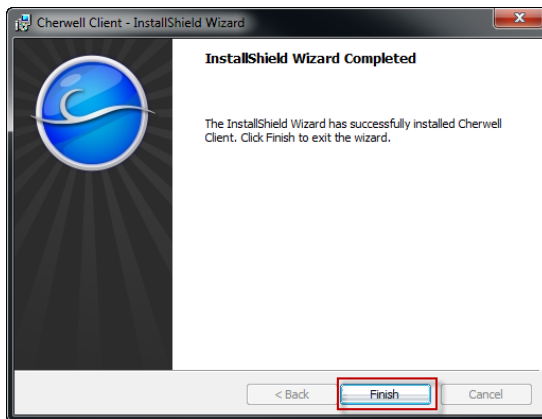 Cherwell Client - InstallShield Wizard
InstallShield Wizard Completed
The InstallShield Wizard has successfully installed Cherwell
Client. Click Finish to exit the wizard.
< Back Finish Cancel